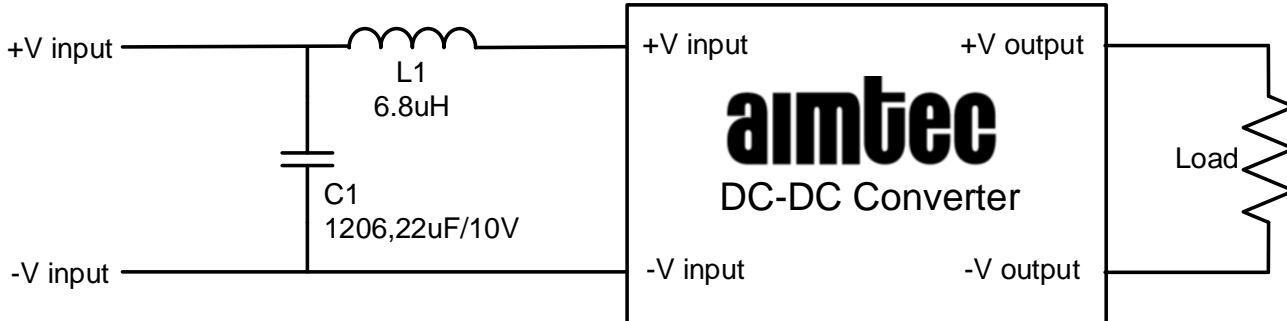 +V input
L1
6.8uH
C1
1206,22uF/10V
-V input
+V input
+V output
aimtec
DC-DC Converter
-V input
-V output
Load